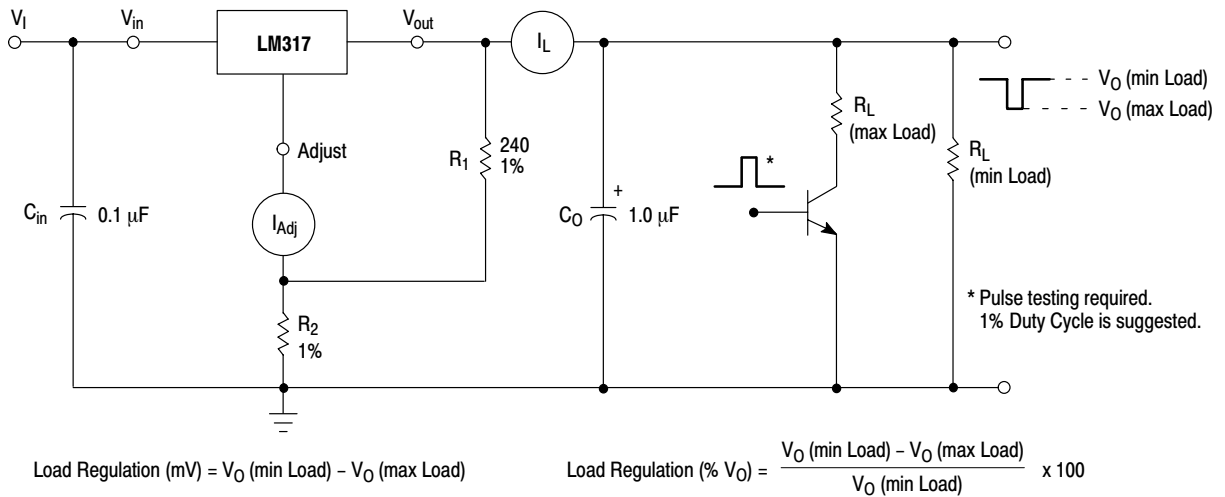 V_I
V_in
LM317
V_out
I_L
V_O (min Load)
V_O (max Load)
R_L
(max Load)
240
1%
R_1
Adjust
*
R_L
(min Load)
C_in
0.1 μF
I_Adj
+
C_O
1.0 μF
* Pulse testing required.
1% Duty Cycle is suggested.
R_2
1%
Load Regulation (mV) = V_O (min Load) – V_O (max Load)
Load Regulation (% V_O) = V_O (min Load) – V_O (max Load)
V_O (min Load)
x 100